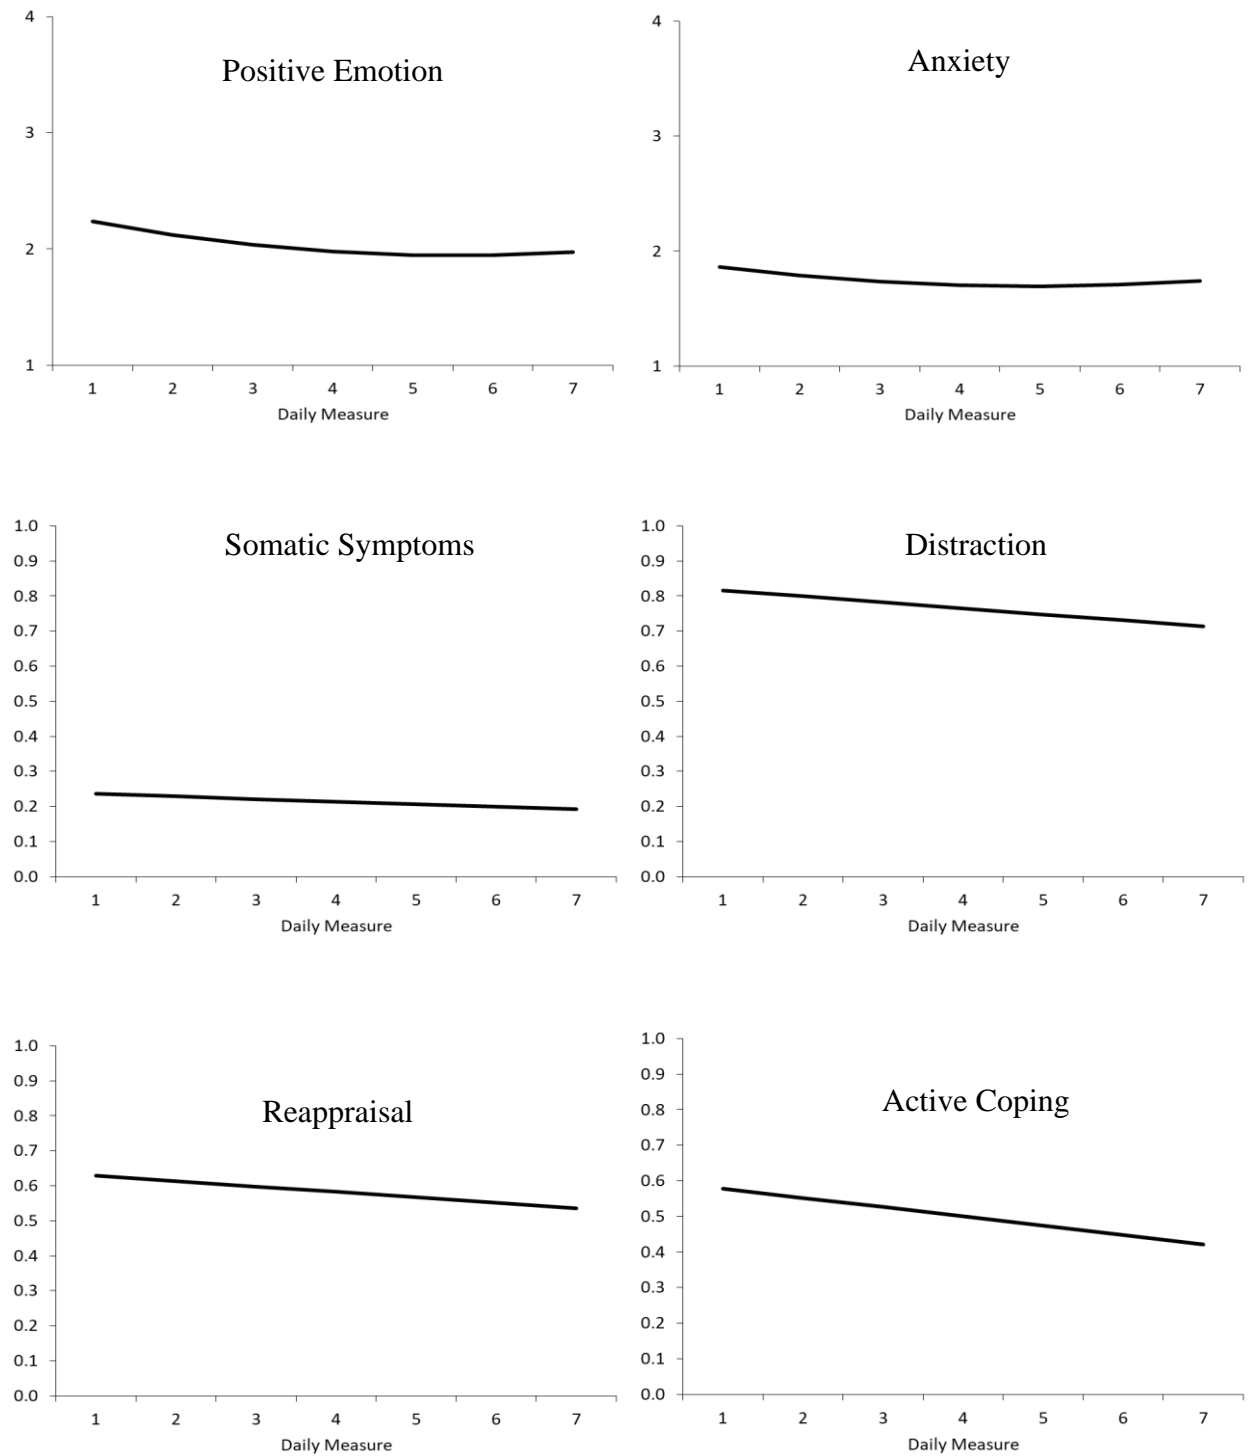 Positive Emotion
4
3
2
1
1 2 3 4 5 6 7
Daily Measure
Anxiety
4
3
2
1
1 2 3 4 5 6 7
Daily Measure
Somatic Symptoms
1.0
0.9
0.8
0.7
0.6
0.5
0.4
0.3
0.2
0.1
0.0
1 2 3 4 5 6 7
Daily Measure
Distraction
1.0
0.9
0.8
0.7
0.6
0.5
0.4
0.3
0.2
0.1
0.0
1 2 3 4 5 6 7
Daily Measure
Reappraisal
1.0
0.9
0.8
0.7
0.6
0.5
0.4
0.3
0.2
0.1
0.0
1 2 3 4 5 6 7
Daily Measure
Active Coping
1.0
0.9
0.8
0.7
0.6
0.5
0.4
0.3
0.2
0.1
0.0
1 2 3 4 5 6 7
Daily Measure